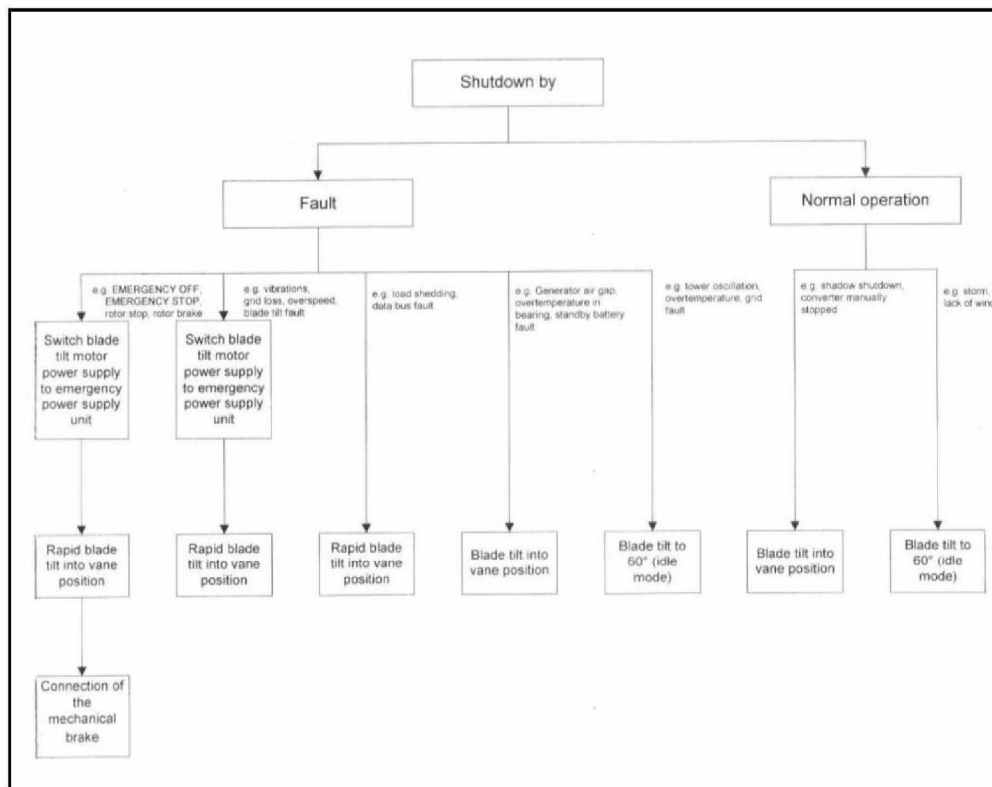 Shutdown by
Fault
Normal operation
e.g. EMERGENCY OFF,
EMERGENCY STOP,
rotor stop, rotor brake
e.g. vibrations,
grid loss, overspeed,
blade tilt fault
e.g. load shedding,
data bus fault
e.g. Generator air gap,
overtemperature in
bearing, standby battery
fault
e.g. tower oscillation,
overtemperature, grid
fault
e.g. shadow shutdown,
converter manually
stopped
e.g. storm,
lack of wind
Switch blade
tilt motor
power supply
to emergency
power supply
unit
Switch blade
tilt motor
power supply
to emergency
power supply
unit
Rapid blade
tilt into vane
position
Rapid blade
tilt into vane
position
Rapid blade
tilt into vane
position
Blade tilt into
vane position
Blade tilt to
60° (idle
mode)
Blade tilt into
vane position
Blade tilt to
60° (idle
mode)
Connection of
the
mechanical
brake